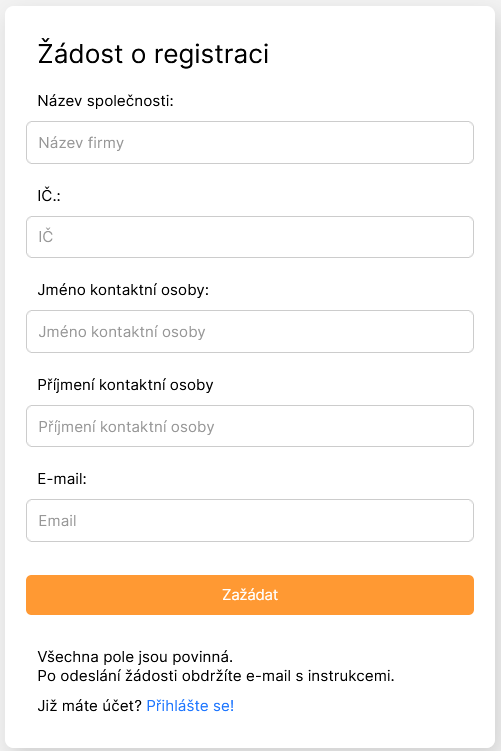 Žádost o registraci
Název společnosti:
Název firmy
IČ.:
IČ
Jméno kontaktní osoby:
Jméno kontaktní osoby
Příjmení kontaktní osoby
Příjmení kontaktní osoby
E-mail:
Email
Zažádat
Všechna pole jsou povinná.
Po odeslání žádosti obdržíte e-mail s instrukcemi.
Již máte účet? Přihlášte se!